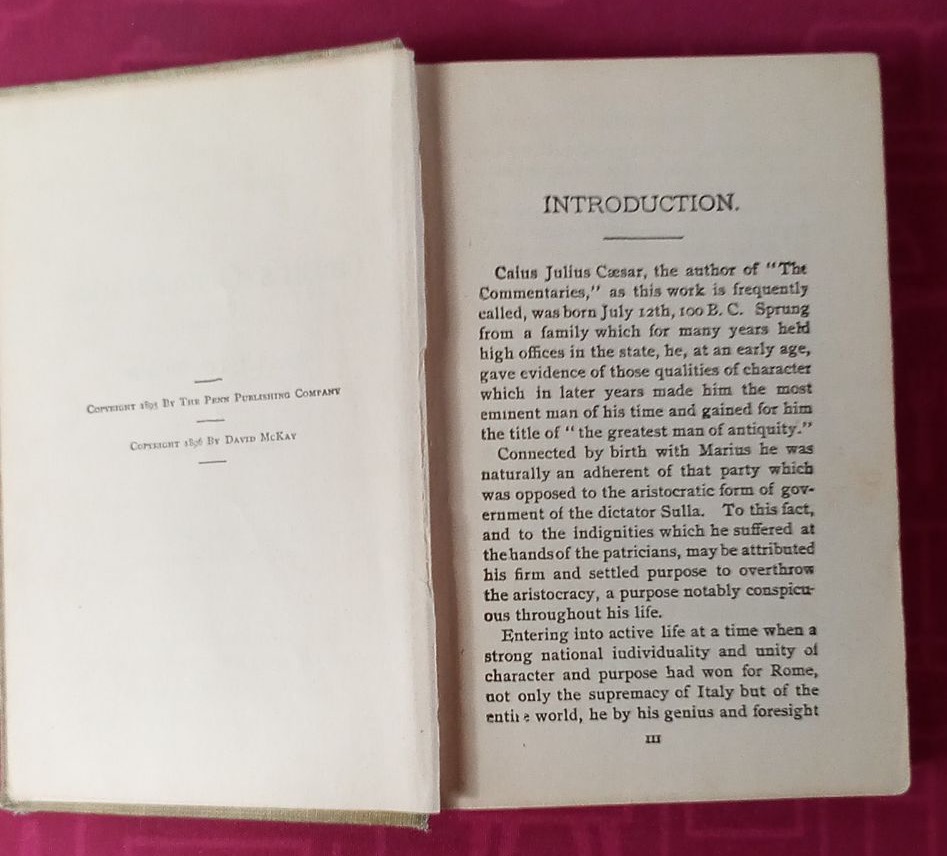 COPYRIGHT 1895 BY THE PENN PUBLISHING COMPANY
COPYRIGHT 1896 BY DAVID MCKAY
INTRODUCTION.
Caius Julius Cæsar, the author of "The
Commentaries," as this work is frequently
called, was born July 12th, 100 B. C. Sprung
from a family which for many years held
high offices in the state, he, at an early age,
gave evidence of those qualities of character
which in later years made him the most
eminent man of his time and gained for him
the title of "the greatest man of antiquity."
Connected by birth with Marius he was
naturally an adherent of that party which
was opposed to the aristocratic form of gov-
ernment of the dictator Sulla. To this fact,
and to the indignities which he suffered at
the hands of the patricians, may be attributed
his firm and settled purpose to overthrow
the aristocracy, a purpose notably conspicu-
ous throughout his life.
Entering into active life at a time when a
strong national individuality and unity of
character and purpose had won for Rome,
not only the supremacy of Italy but of the
entire world, he by his genius and foresight
III